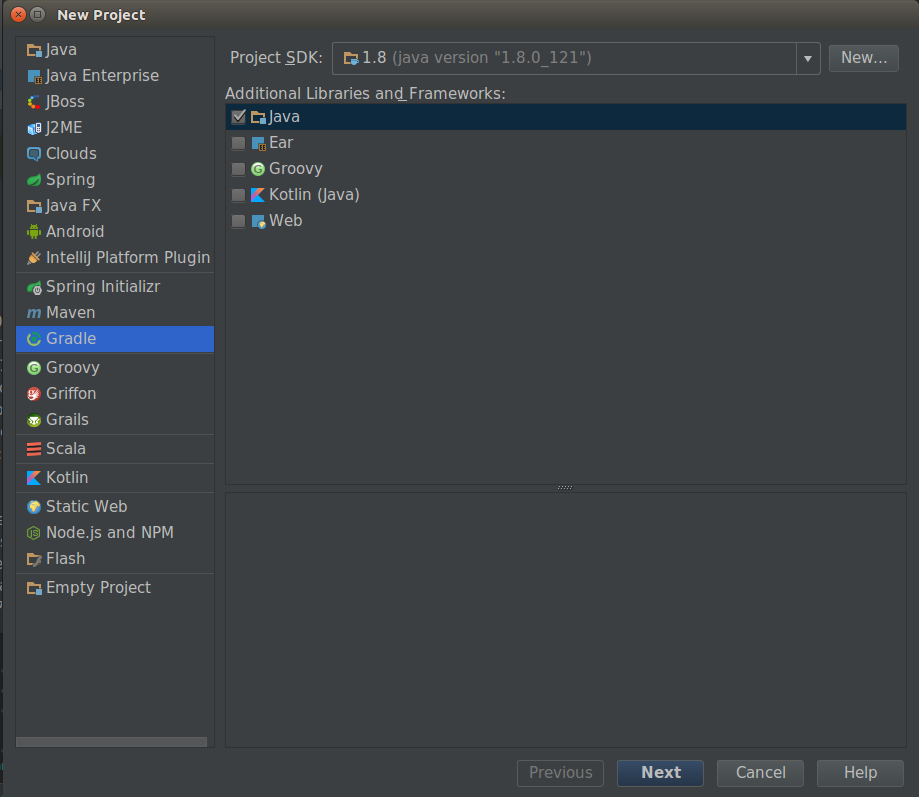 New Project
Java
Java Enterprise
JBoss
J2ME
Clouds
Spring
Java FX
Android
IntelliJ Platform Plugin
Spring Initializr
Maven
Gradle
Groovy
Griffon
Grails
Scala
Kotlin
Static Web
Node.js and NPM
Flash
Empty Project
Project SDK: 1.8 (java version "1.8.0_121") New...
Additional Libraries and Frameworks:
Java
Ear
Groovy
Kotlin (Java)
Web
Previous Next Cancel Help